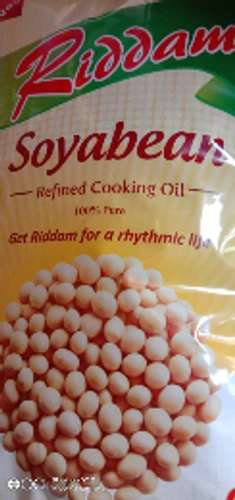 Riddam
Soyabean
Refined Cooking Oil
100% Pure
Get Riddam for a rhythmic life